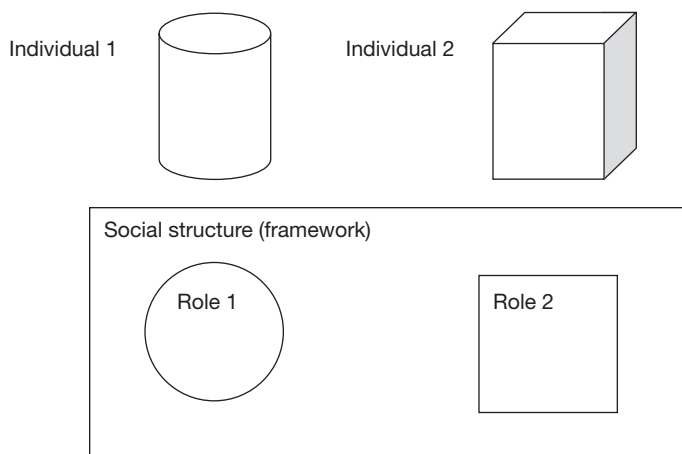 Individual 1
Individual 2
Social structure (framework)
Role 1
Role 2